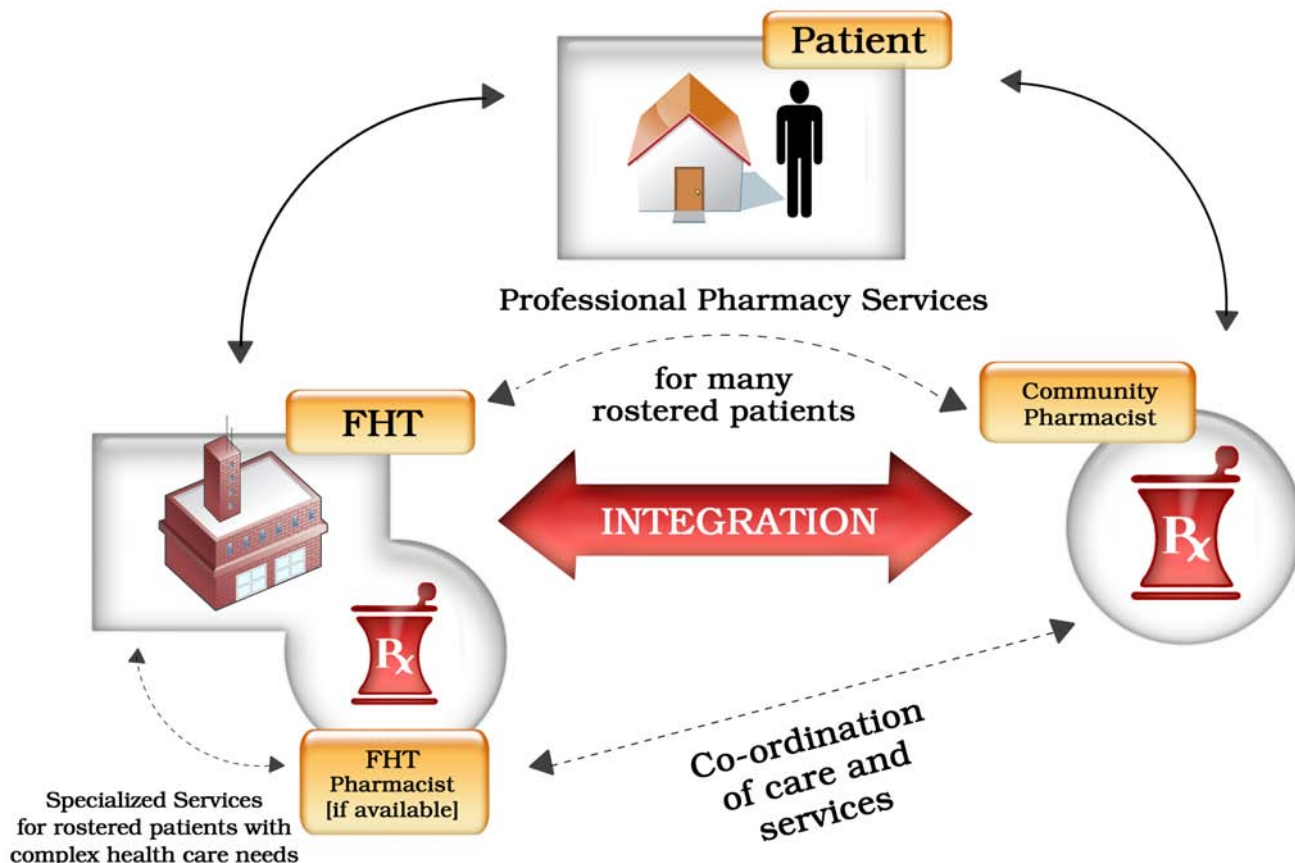 Patient
Professional Pharmacy Services
for many
rostered patients
FHT
Community
Pharmacist
INTEGRATION
Rx
Rx
FHT
Pharmacist
[if available]
Co-ordination
of care and
services
Specialized Services
for rostered patients with
complex health care needs